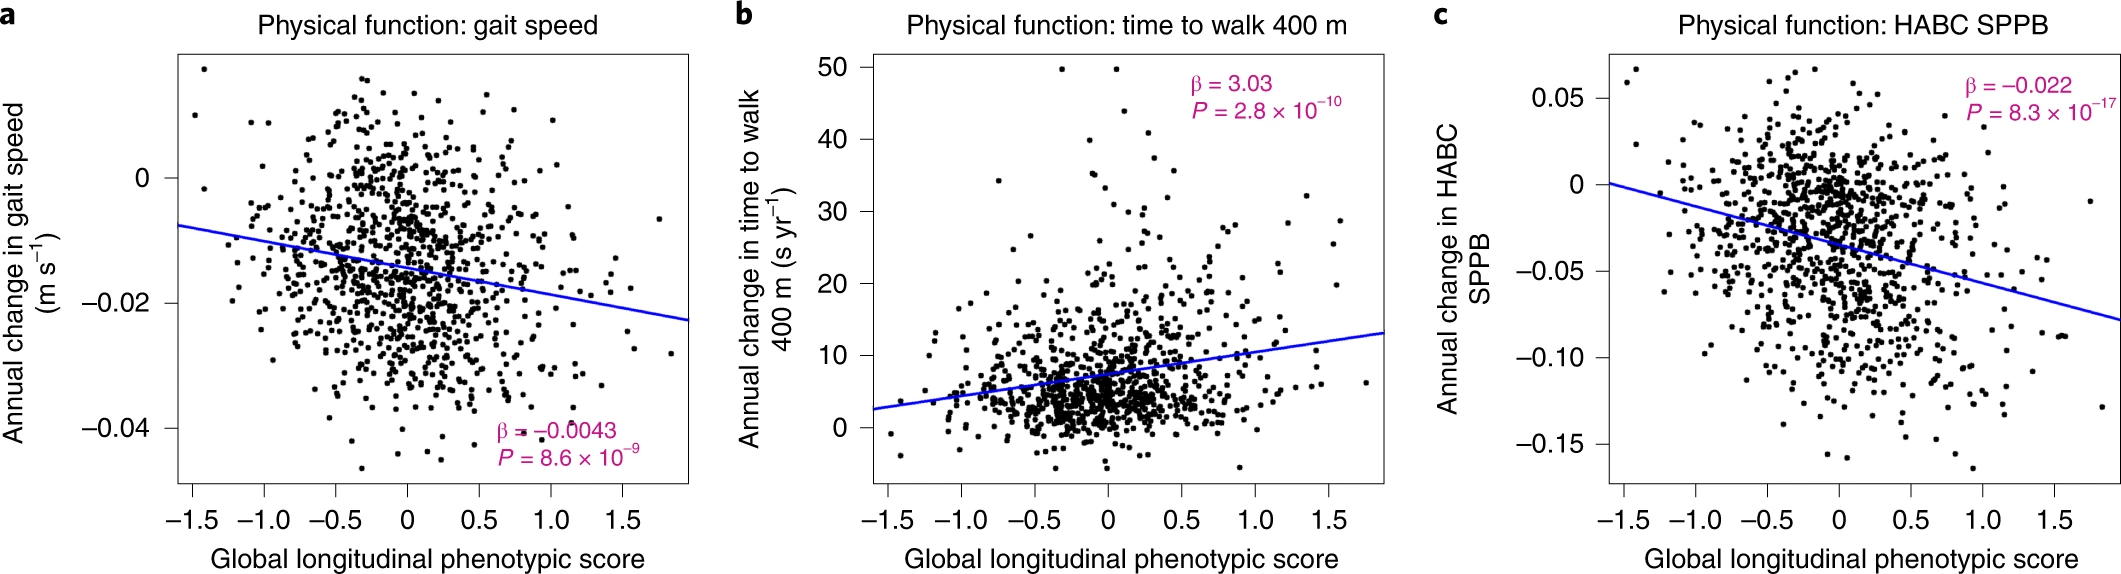 a
Physical function: gait speed
Annual change in gait speed
(m s⁻¹)
0
−0.02
−0.04
β = −0.0043
P = 8.6 × 10⁻⁹
−1.5 −1.0 −0.5 0 0.5 1.0 1.5
Global longitudinal phenotypic score
b
Physical function: time to walk 400 m
Annual change in time to walk
400 m (s yr⁻¹)
50
40
30
20
10
0
β = 3.03
P = 2.8 × 10⁻¹⁰
−1.5 −1.0 −0.5 0 0.5 1.0 1.5
Global longitudinal phenotypic score
c
Physical function: HABC SPPB
Annual change in HABC
SPPB
0.05
0
−0.05
−0.10
−0.15
β = −0.022
P = 8.3 × 10⁻¹⁷
−1.5 −1.0 −0.5 0 0.5 1.0 1.5
Global longitudinal phenotypic score